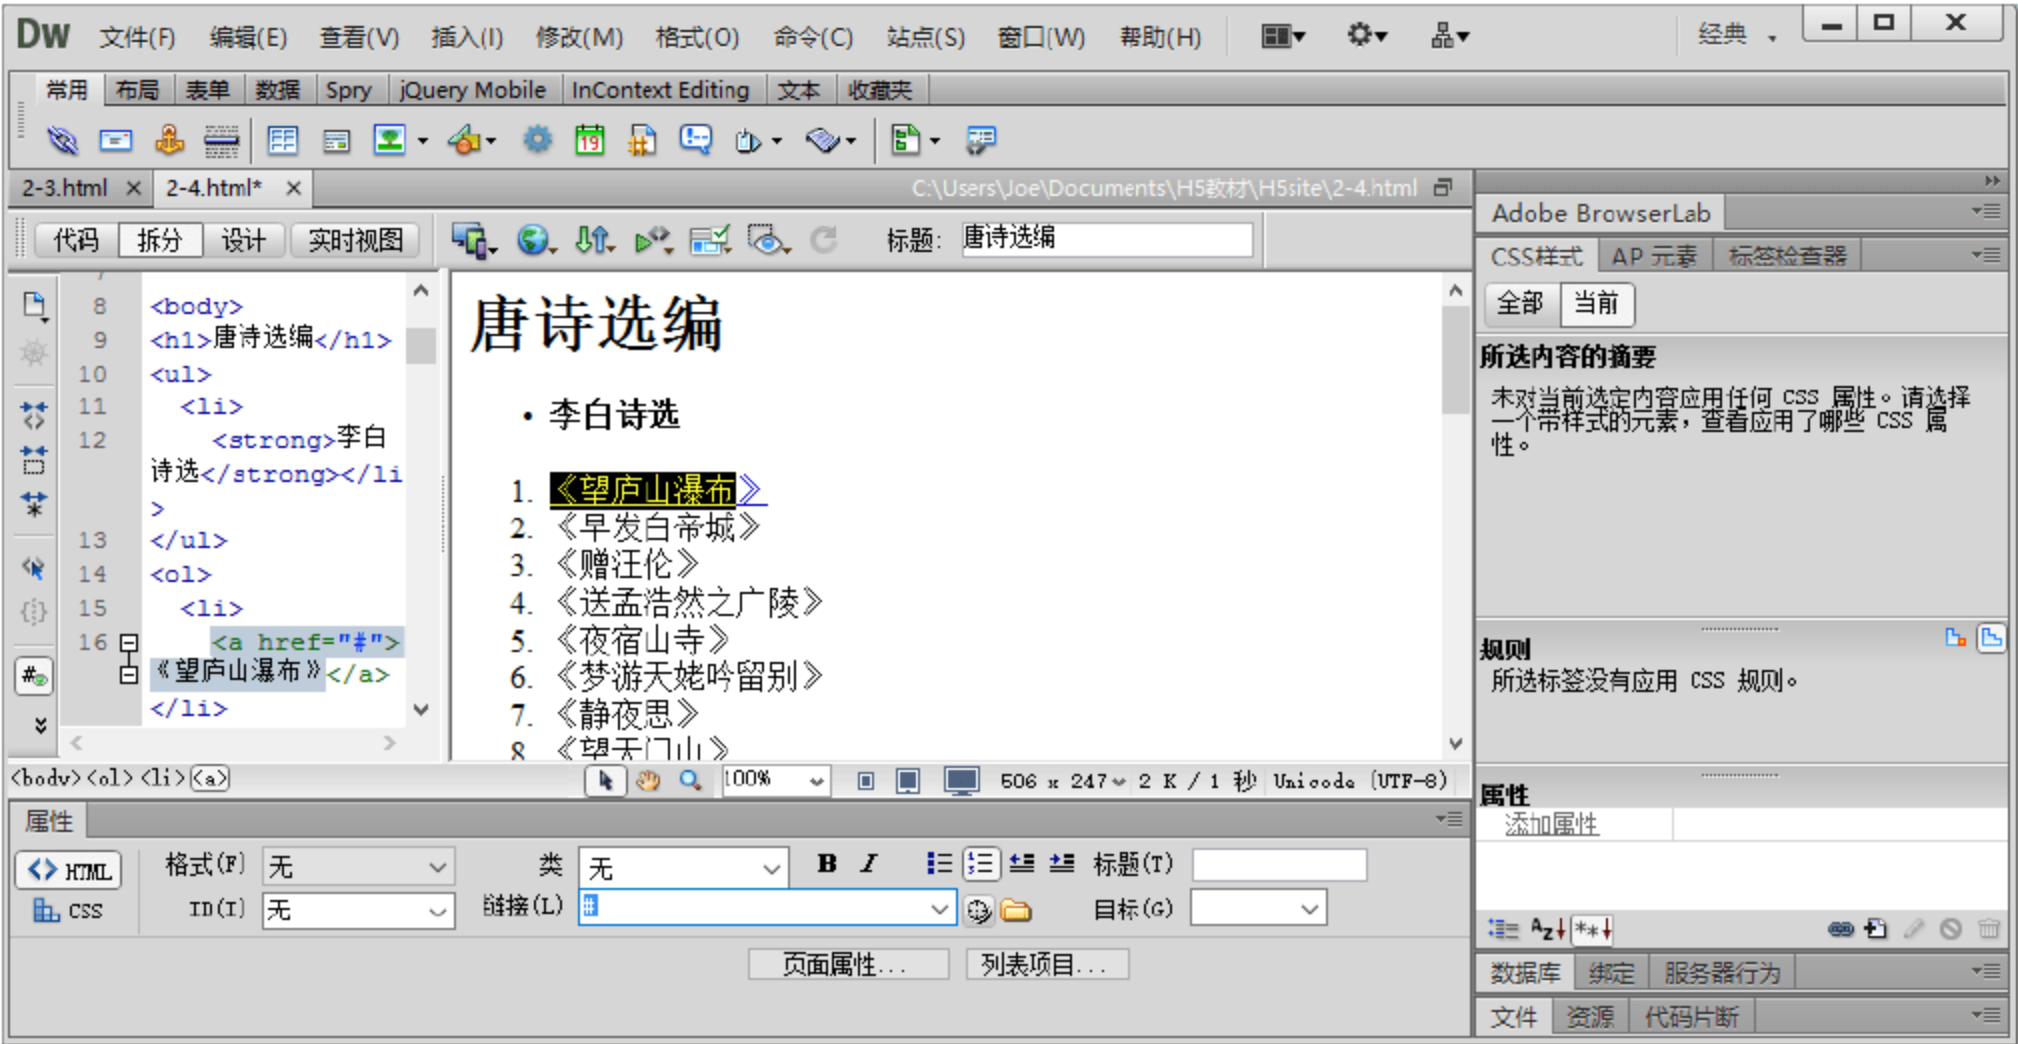 Dw 文件(F) 编辑(E) 查看(V) 插入(I) 修改(M) 格式(O) 命令(C) 站点(S) 窗口(W) 帮助(H) 经典
常用 布局 表单 数据 Spry jQuery Mobile InContext Editing 文本 收藏夹
19
2-3.html × 2-4.html* × C:\Users\Joe\Documents\H5教材\H5site\2-4.html
代码 拆分 设计 实时视图 标题: 唐诗选编
7
8 <body>
9 <h1>唐诗选编</h1>
10 <ul>
11 <li>
12 <strong>李白
诗选</strong></li
>
13 </ul>
14 <ol>
15 <li>
16 <a href="#">
《望庐山瀑布》</a>
</li>
唐诗选编
• 李白诗选
1. 《望庐山瀑布》
2. 《早发白帝城》
3. 《赠汪伦》
4. 《送孟浩然之广陵》
5. 《夜宿山寺》
6. 《梦游天姥吟留别》
7. 《静夜思》
8. 《望天门山》
<body> <ol> <li> <a> 100% 506 x 247 2 K / 1 秒 Unicode (UTF-8)
属性
HTML 格式(F) 无 类 无 B I 标题(T)
CSS ID(I) 无 链接(L) # 目标(G)
页面属性... 列表项目...
Adobe BrowserLab
CSS样式 AP 元素 标签检查器
全部 当前
所选内容的摘要
未对当前选定内容应用任何 CSS 属性。请选择
一个带样式的元素，查看应用了哪些 CSS 属
性。
规则
所选标签没有应用 CSS 规则。
属性
添加属性
Az↓ **↓
数据库 绑定 服务器行为
文件 资源 代码片断